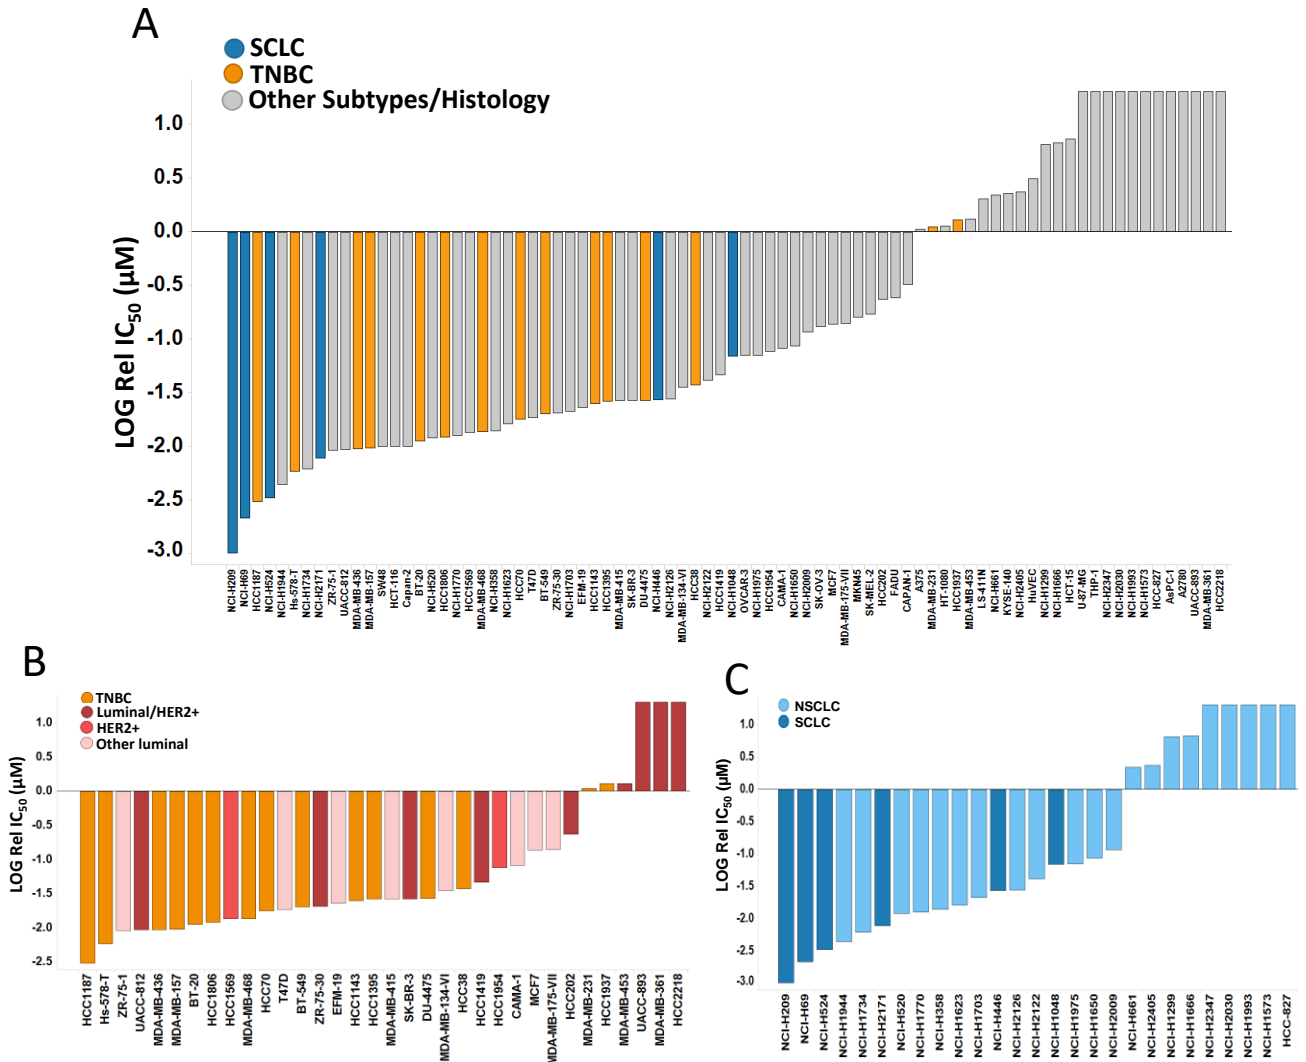 A
SCLC
TNBC
Other Subtypes/Histology
LOG Rel IC50 (µM)
1.0
0.5
0.0
-0.5
-1.0
-1.5
-2.0
-2.5
-3.0
NCI-H209
NCI-H69
HCC1187
NCI-H524
NCI-H1944
Hs-578-T
NCI-H1734
NCI-H2171
ZR-75-1
UACC-812
MDA-MB-436
MDA-MB-157
SW48
HCT-116
Capan-2
BT-20
NCI-H520
HCC1806
NCI-H1770
HCC1569
MDA-MB-468
NCI-H358
NCI-H1623
HCC70
T47D
BT-549
ZR-75-30
NCI-H1703
EFM-19
HCC1143
HCC1395
MDA-MB-415
SK-BR-3
DU-4475
NCI-H446
NCI-H2126
MDA-MB-134-VI
HCC38
NCI-H2122
HCC1419
NCI-H1048
OVCAR-3
NCI-H1975
HCC1954
CAMA-1
NCI-H1650
NCI-H2009
SK-OV-3
MCF7
MDA-MB-175-VII
MKN45
SK-MEL-2
HCC202
FADU
CAPAN-1
A375
MDA-MB-231
HT-1080
HCC1937
MDA-MB-453
LS-411N
NCI-H661
KYSE-140
NCI-H2405
HuVEC
NCI-H1299
NCI-H1666
HCT-15
U-87-MG
THP-1
NCI-H2347
NCI-H2030
NCI-H1993
NCI-H1573
HCC-827
AsPC-1
A2780
UACC-893
MDA-MB-361
HCC2218
B
TNBC
Luminal/HER2+
HER2+
Other luminal
LOG Rel IC50 (µM)
1.0
0.5
0.0
-0.5
-1.0
-1.5
-2.0
-2.5
HCC1187
Hs-578-T
ZR-75-1
UACC-812
MDA-MB-436
MDA-MB-157
BT-20
HCC1806
HCC1569
MDA-MB-468
HCC70
T47D
BT-549
ZR-75-30
EFM-19
HCC1143
HCC1395
MDA-MB-415
SK-BR-3
DU-4475
MDA-MB-134-VI
HCC38
HCC1419
HCC1954
CAMA-1
MCF7
MDA-MB-175-VII
HCC202
MDA-MB-231
HCC1937
MDA-MB-453
UACC-893
MDA-MB-361
HCC2218
C
NSCLC
SCLC
LOG Rel IC50 (µM)
1.0
0.5
0.0
-0.5
-1.0
-1.5
-2.0
-2.5
-3.0
NCI-H209
NCI-H69
NCI-H524
NCI-H1944
NCI-H1734
NCI-H2171
NCI-H520
NCI-H1770
NCI-H358
NCI-H1623
NCI-H1703
NCI-H446
NCI-H2126
NCI-H2122
NCI-H1048
NCI-H1975
NCI-H1650
NCI-H2009
NCI-H661
NCI-H2405
NCI-H1299
NCI-H1666
NCI-H2347
NCI-H2030
NCI-H1993
NCI-H1573
HCC-827